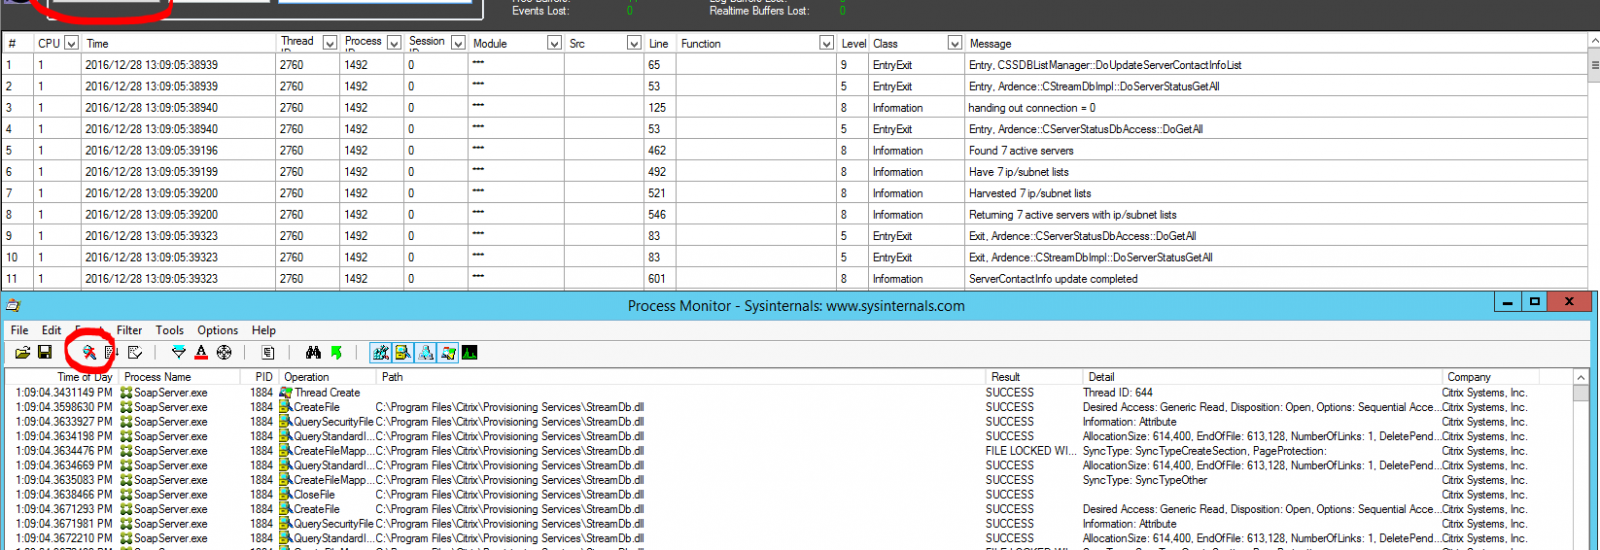 Log Buffers Lost: 0
Events Lost: 0 Realtime Buffers Lost: 0
# CPU Time Thread Process Session Module Src Line Function Level Class Message
1 1 2016/12/28 13:09:05:38939 2760 1492 0 *** 65 9 EntryExit Entry, CSSDBListManager::DoUpdateServerContactInfoList
2 1 2016/12/28 13:09:05:38939 2760 1492 0 *** 53 5 EntryExit Entry, Ardence::CStreamDbImpl::DoServerStatusGetAll
3 1 2016/12/28 13:09:05:38940 2760 1492 0 *** 125 8 Information handing out connection = 0
4 1 2016/12/28 13:09:05:38940 2760 1492 0 *** 53 5 EntryExit Entry, Ardence::CServerStatusDbAccess::DoGetAll
5 1 2016/12/28 13:09:05:39196 2760 1492 0 *** 462 8 Information Found 7 active servers
6 1 2016/12/28 13:09:05:39199 2760 1492 0 *** 492 8 Information Have 7 ip/subnet lists
7 1 2016/12/28 13:09:05:39200 2760 1492 0 *** 521 8 Information Harvested 7 ip/subnet lists
8 1 2016/12/28 13:09:05:39200 2760 1492 0 *** 546 8 Information Returning 7 active servers with ip/subnet lists
9 1 2016/12/28 13:09:05:39323 2760 1492 0 *** 83 5 EntryExit Exit, Ardence::CServerStatusDbAccess::DoGetAll
10 1 2016/12/28 13:09:05:39323 2760 1492 0 *** 83 5 EntryExit Exit, Ardence::CStreamDbImpl::DoServerStatusGetAll
11 1 2016/12/28 13:09:05:39323 2760 1492 0 *** 601 8 Information ServerContactInfo update completed
Process Monitor - Sysinternals: www.sysinternals.com
File Edit Event Filter Tools Options Help
Time of Day Process Name PID Operation Path Result Detail Company
1:09:04.3431149 PM SoapServer.exe 1884 Thread Create SUCCESS Thread ID: 644 Citrix Systems, Inc.
1:09:04.3598630 PM SoapServer.exe 1884 CreateFile C:\Program Files\Citrix\Provisioning Services\StreamDb.dll SUCCESS Desired Access: Generic Read, Disposition: Open, Options: Sequential Acce... Citrix Systems, Inc.
1:09:04.3633927 PM SoapServer.exe 1884 QuerySecurityFile C:\Program Files\Citrix\Provisioning Services\StreamDb.dll SUCCESS Information: Attribute Citrix Systems, Inc.
1:09:04.3634198 PM SoapServer.exe 1884 QueryStandardI... C:\Program Files\Citrix\Provisioning Services\StreamDb.dll SUCCESS AllocationSize: 614,400, EndOfFile: 613,128, NumberOfLinks: 1, DeletePend... Citrix Systems, Inc.
1:09:04.3634476 PM SoapServer.exe 1884 CreateFileMapp... C:\Program Files\Citrix\Provisioning Services\StreamDb.dll FILE LOCKED WI... SyncType: SyncTypeCreateSection, PageProtection: Citrix Systems, Inc.
1:09:04.3634669 PM SoapServer.exe 1884 QueryStandardI... C:\Program Files\Citrix\Provisioning Services\StreamDb.dll SUCCESS AllocationSize: 614,400, EndOfFile: 613,128, NumberOfLinks: 1, DeletePend... Citrix Systems, Inc.
1:09:04.3635083 PM SoapServer.exe 1884 CreateFileMapp... C:\Program Files\Citrix\Provisioning Services\StreamDb.dll SUCCESS SyncType: SyncTypeOther Citrix Systems, Inc.
1:09:04.3638466 PM SoapServer.exe 1884 CloseFile C:\Program Files\Citrix\Provisioning Services\StreamDb.dll SUCCESS Citrix Systems, Inc.
1:09:04.3671293 PM SoapServer.exe 1884 CreateFile C:\Program Files\Citrix\Provisioning Services\StreamDb.dll SUCCESS Desired Access: Generic Read, Disposition: Open, Options: Sequential Acce... Citrix Systems, Inc.
1:09:04.3671981 PM SoapServer.exe 1884 QuerySecurityFile C:\Program Files\Citrix\Provisioning Services\StreamDb.dll SUCCESS Information: Attribute Citrix Systems, Inc.
1:09:04.3672210 PM SoapServer.exe 1884 QueryStandardI... C:\Program Files\Citrix\Provisioning Services\StreamDb.dll SUCCESS AllocationSize: 614,400, EndOfFile: 613,128, NumberOfLinks: 1, DeletePend... Citrix Systems, Inc.